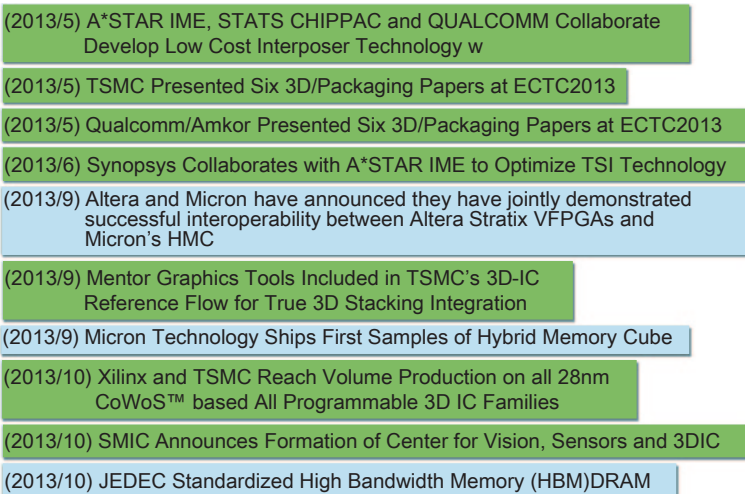 (2013/5) A*STAR IME, STATS CHIPPAC and QUALCOMM Collaborate
Develop Low Cost Interposer Technology w
(2013/5) TSMC Presented Six 3D/Packaging Papers at ECTC2013
(2013/5) Qualcomm/Amkor Presented Six 3D/Packaging Papers at ECTC2013
(2013/6) Synopsys Collaborates with A*STAR IME to Optimize TSI Technology
(2013/9) Altera and Micron have announced they have jointly demonstrated
successful interoperability between Altera Stratix VFPGAs and
Micron's HMC
(2013/9) Mentor Graphics Tools Included in TSMC's 3D-IC
Reference Flow for True 3D Stacking Integration
(2013/9) Micron Technology Ships First Samples of Hybrid Memory Cube
(2013/10) Xilinx and TSMC Reach Volume Production on all 28nm
CoWoS™ based All Programmable 3D IC Families
(2013/10) SMIC Announces Formation of Center for Vision, Sensors and 3DIC
(2013/10) JEDEC Standardized High Bandwidth Memory (HBM)DRAM